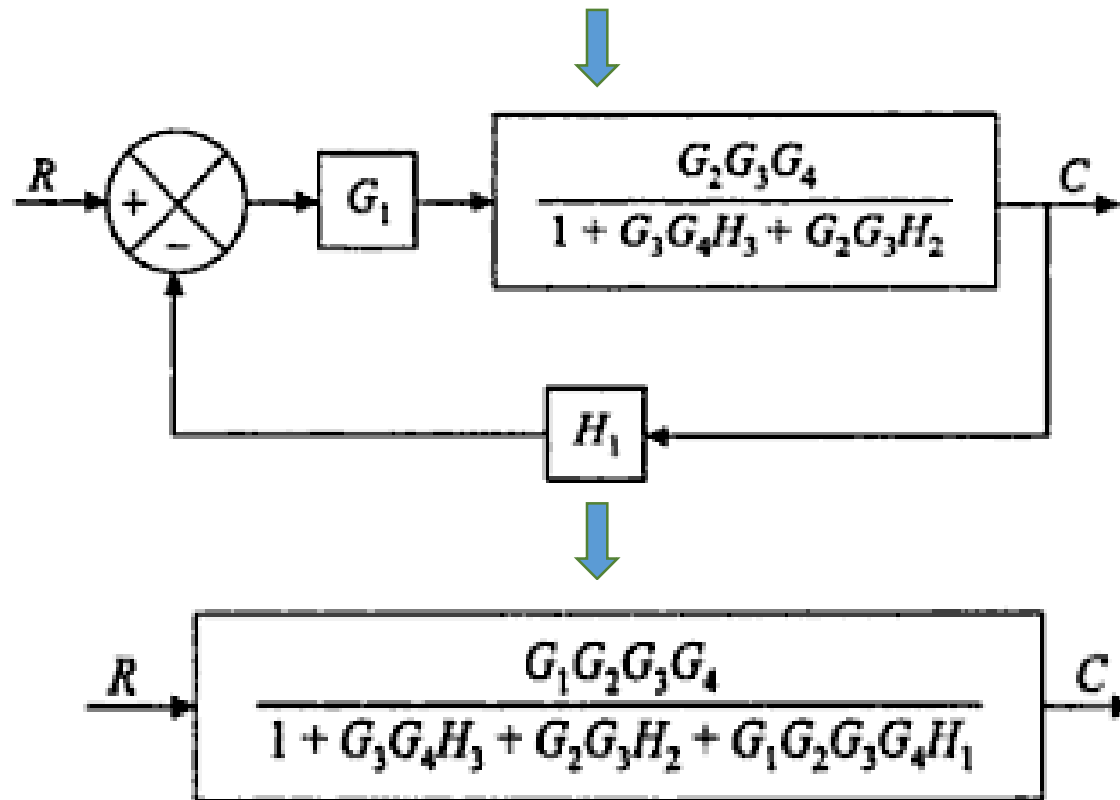 R + − G₁ G₂G₃G₄ C
1 + G₃G₄H₃ + G₂G₃H₂
H₁
R G₁G₂G₃G₄ C
1 + G₃G₄H₃ + G₂G₃H₂ + G₁G₂G₃G₄H₁